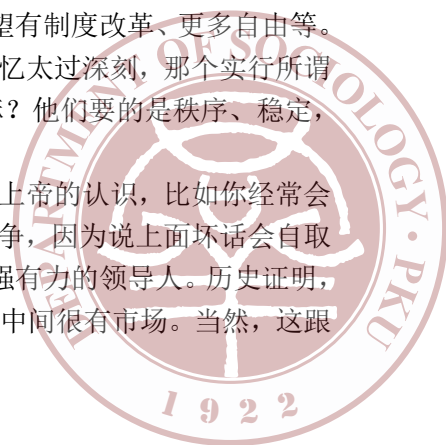 望有制度改革、更多自由等。
忆太过深刻，那个实行所谓
？他们要的是秩序、稳定，
上帝的认识，比如你经常会
争，因为说上面坏话会自取
强有力的领导人。历史证明，
中间很有市场。当然，这跟
DEPARTMENT OF SOCIOLOGY · PKU
1922